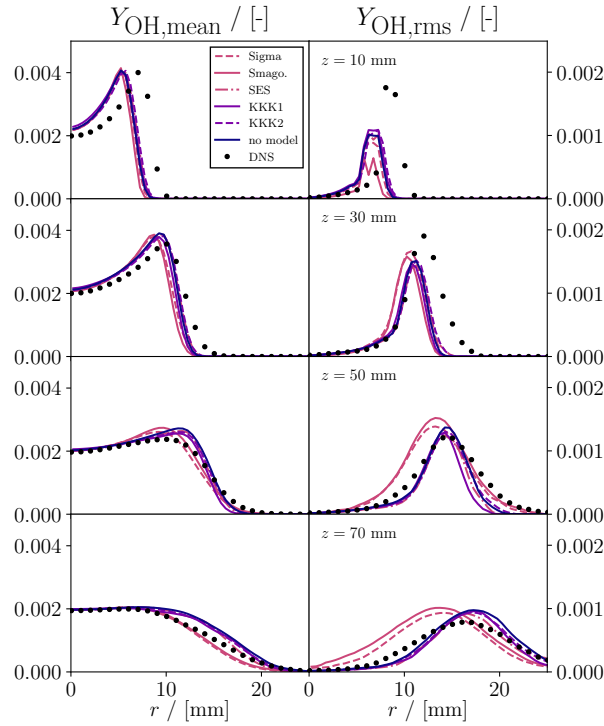 Y_OH,mean / [-]
Y_OH,rms / [-]
0.004
0.002
0.000
Sigma
Smago.
SES
KKK1
KKK2
no model
DNS
z = 10 mm
0.002
0.001
0.000
0.004
0.002
0.000
z = 30 mm
0.002
0.001
0.000
0.004
0.002
0.000
z = 50 mm
0.002
0.001
0.000
0.004
0.002
0.000
z = 70 mm
0.002
0.001
0.000
0 10 20 0 10 20
r / [mm]
r / [mm]